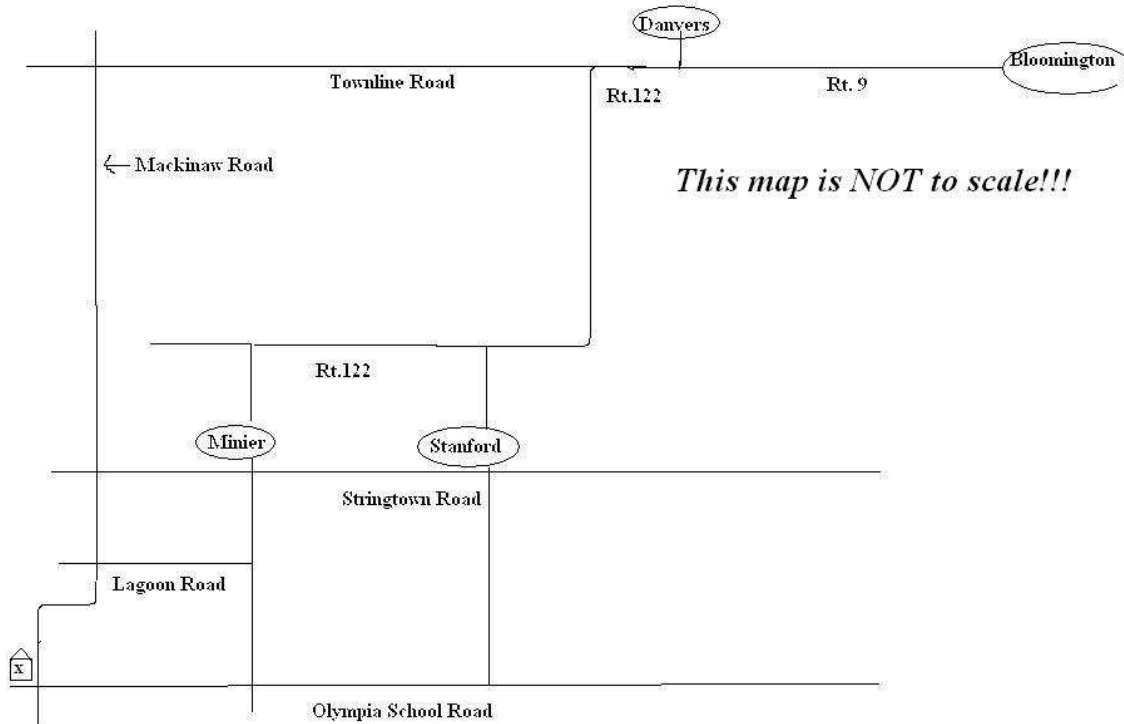 Danvers
Bloomington
Townline Road
Rt.122
Rt. 9
Mackinaw Road
This map is NOT to scale!!!
Rt.122
Minier
Stanford
Stringtown Road
Lagoon Road
x
Olympia School Road